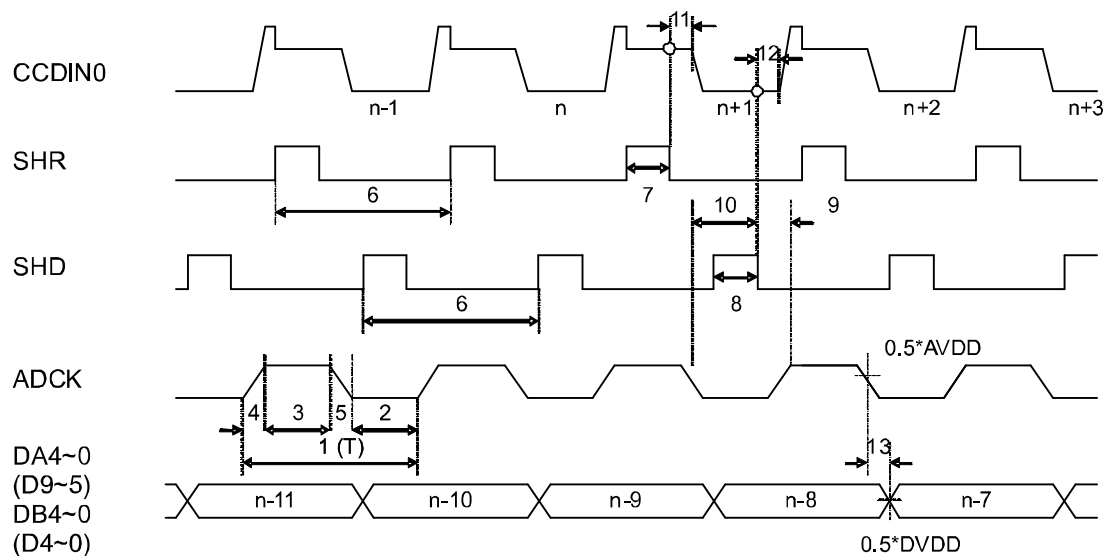 11
12
CCDIN0
n-1
n
n+1
n+2
n+3
SHR
6
7
10
9
SHD
6
8
0.5*AVDD
ADCK
4
3
5
2
1 (T)
13
DA4~0
(D9~5)
DB4~0
(D4~0)
n-11
n-10
n-9
n-8
n-7
0.5*DVDD